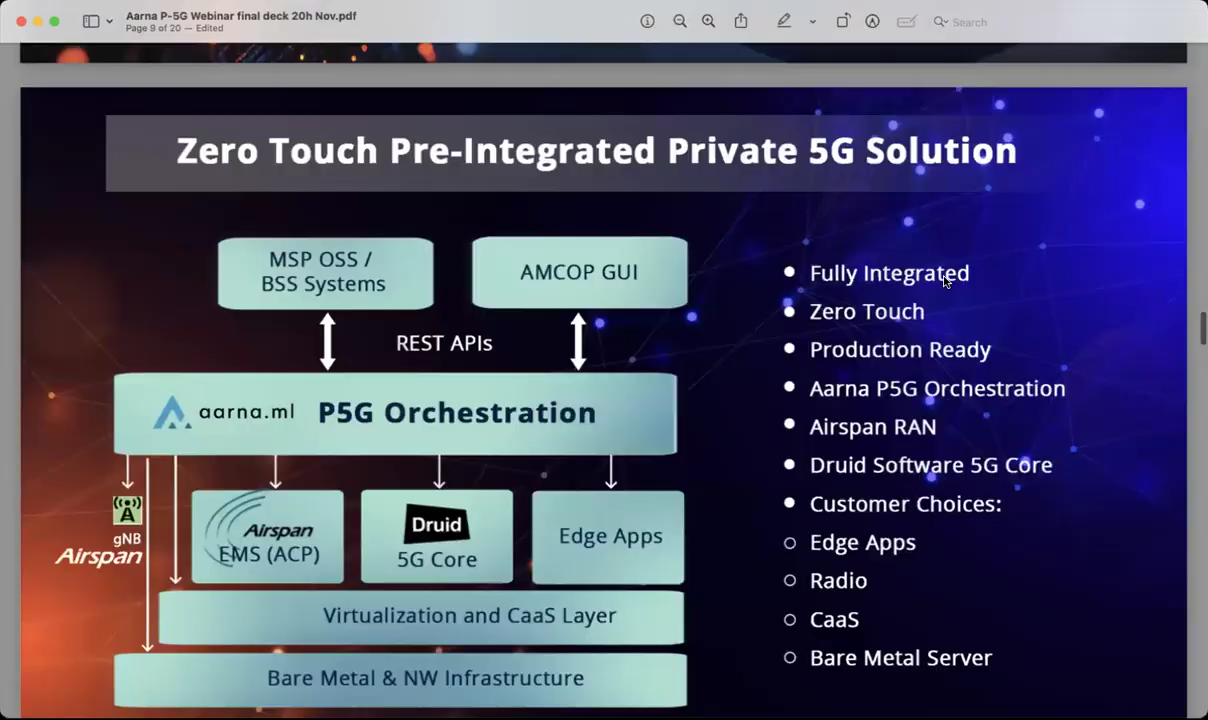 Aarna P-5G Webinar final deck 20h Nov.pdf
Page 9 of 20 — Edited
Search
Zero Touch Pre-Integrated Private 5G Solution
MSP OSS /
BSS Systems
AMCOP GUI
REST APIs
aarna.ml P5G Orchestration
gNB
Airspan
Airspan
EMS (ACP)
Druid
5G Core
Edge Apps
Virtualization and CaaS Layer
Bare Metal & NW Infrastructure
Fully Integrated
Zero Touch
Production Ready
Aarna P5G Orchestration
Airspan RAN
Druid Software 5G Core
Customer Choices:
Edge Apps
Radio
CaaS
Bare Metal Server